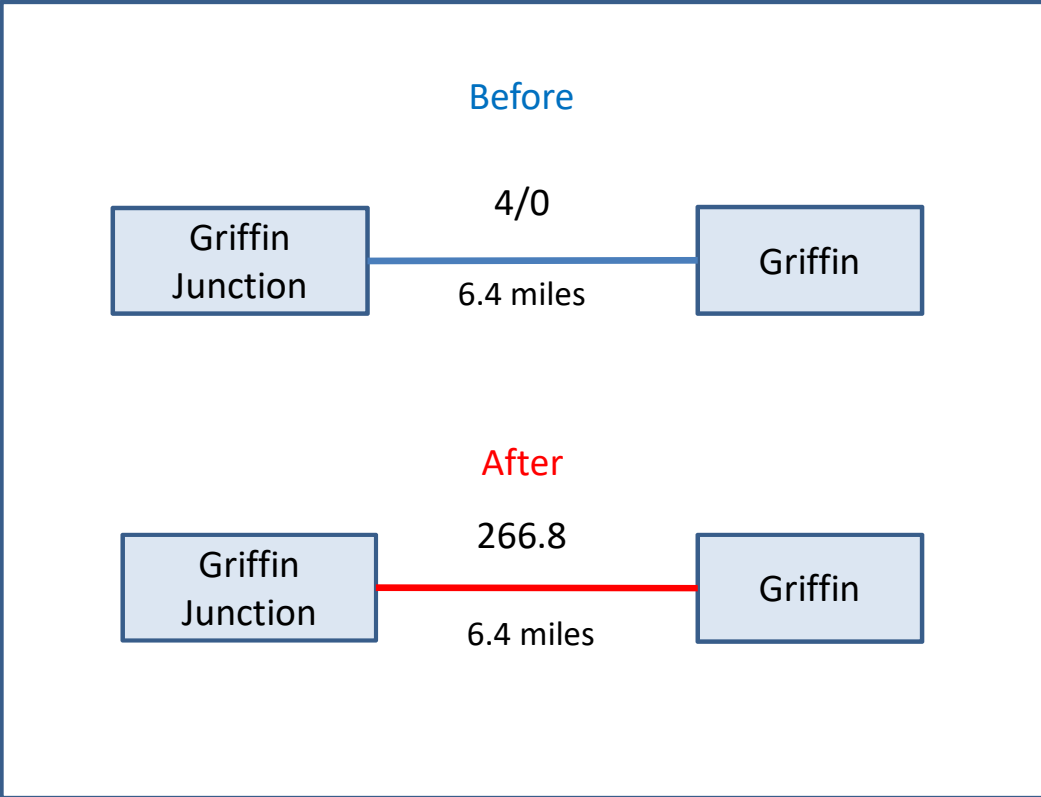 Before
4/0
Griffin
Junction
6.4 miles
Griffin
After
266.8
Griffin
Junction
6.4 miles
Griffin